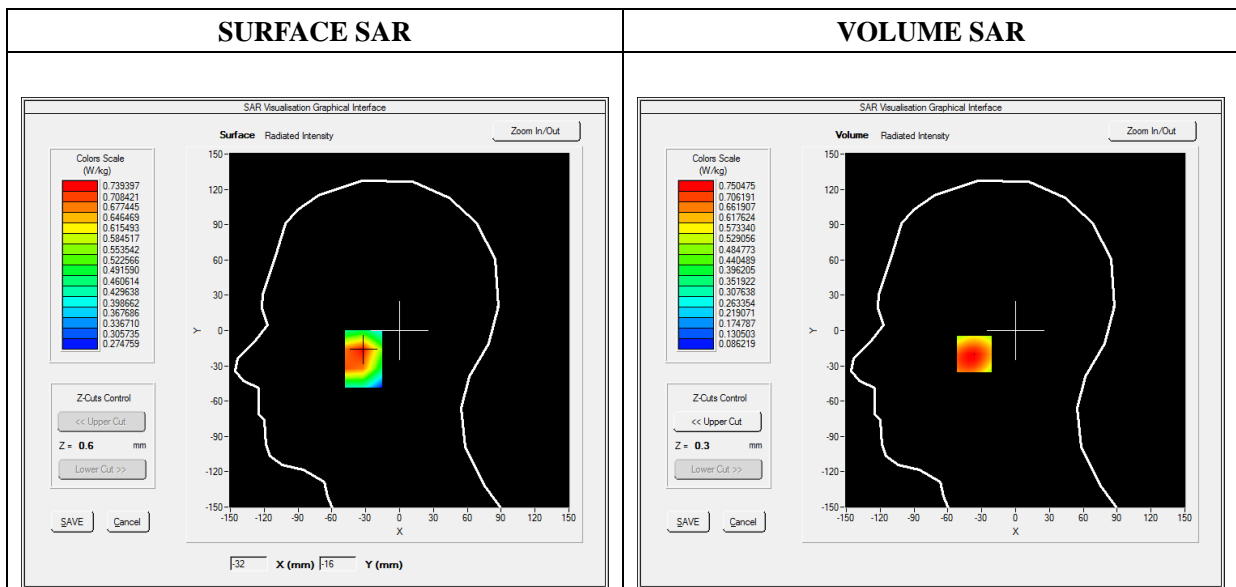 SURFACE SAR
VOLUME SAR
SAR Visualisation Graphical Interface
Surface Radiated Intensity
Zoom In/Out
Colors Scale
(W/kg)
0.739397
0.708421
0.677445
0.646469
0.615493
0.584517
0.553542
0.522566
0.491590
0.460614
0.429638
0.398662
0.367686
0.336710
0.305735
0.274759
Z-Cuts Control
<< Upper Cut
Z = 0.6 mm
Lower Cut >>
SAVE Cancel
150
120
90
60
30
0
-30
-60
-90
-120
-150
Y
-150 -120 -90 -60 -30 0 30 60 90 120 150
X
-32 X (mm) -16 Y (mm)
SAR Visualisation Graphical Interface
Volume Radiated Intensity
Zoom In/Out
Colors Scale
(W/kg)
0.750475
0.706191
0.661907
0.617624
0.573340
0.529056
0.484773
0.440489
0.396205
0.351922
0.307638
0.263354
0.219071
0.174787
0.130503
0.086219
Z-Cuts Control
<< Upper Cut
Z = 0.3 mm
Lower Cut >>
SAVE Cancel
150
120
90
60
30
0
-30
-60
-90
-120
-150
Y
-150 -120 -90 -60 -30 0 30 60 90 120 150
X